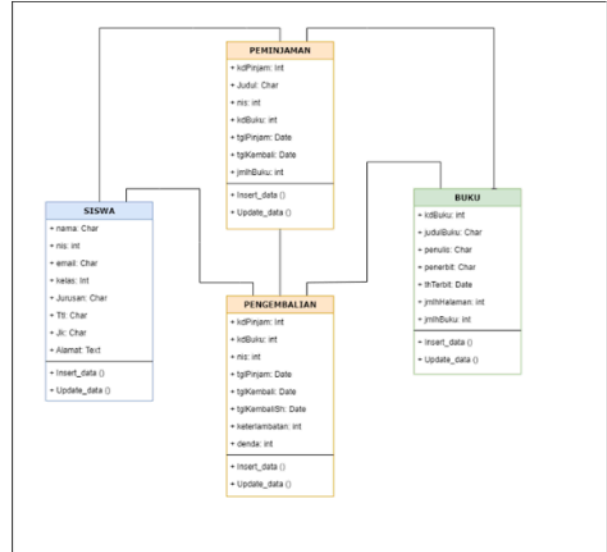 PEMINJAMAN
+ kdPinjam: Int
+ Judul: Char
+ nis: int
+ kdBuku: int
+ tglPinjam: Date
+ tglKembali: Date
+ jmlhBuku: int
+ Insert_data ()
+ Update_data ()
SISWA
+ nama: Char
+ nis: int
+ email: Char
+ kelas: Int
+ Jurusan: Char
+ Ttl: Char
+ Jk: Char
+ Alamat: Text
+ Insert_data ()
+ Update_data ()
BUKU
+ kdBuku: int
+ judulBuku: Char
+ penulis: Char
+ penerbit: Char
+ thTerbit: Date
+ jmlhHalaman: int
+ jmlhBuku: int
+ Insert_data ()
+ Update_data ()
PENGEMBALIAN
+ kdPinjam: Int
+ kdBuku: int
+ nis: int
+ tglPinjam: Date
+ tglKembali: Date
+ tglKembaliSh: Date
+ keterlambatan: int
+ denda: int
+ Insert_data ()
+ Update_data ()